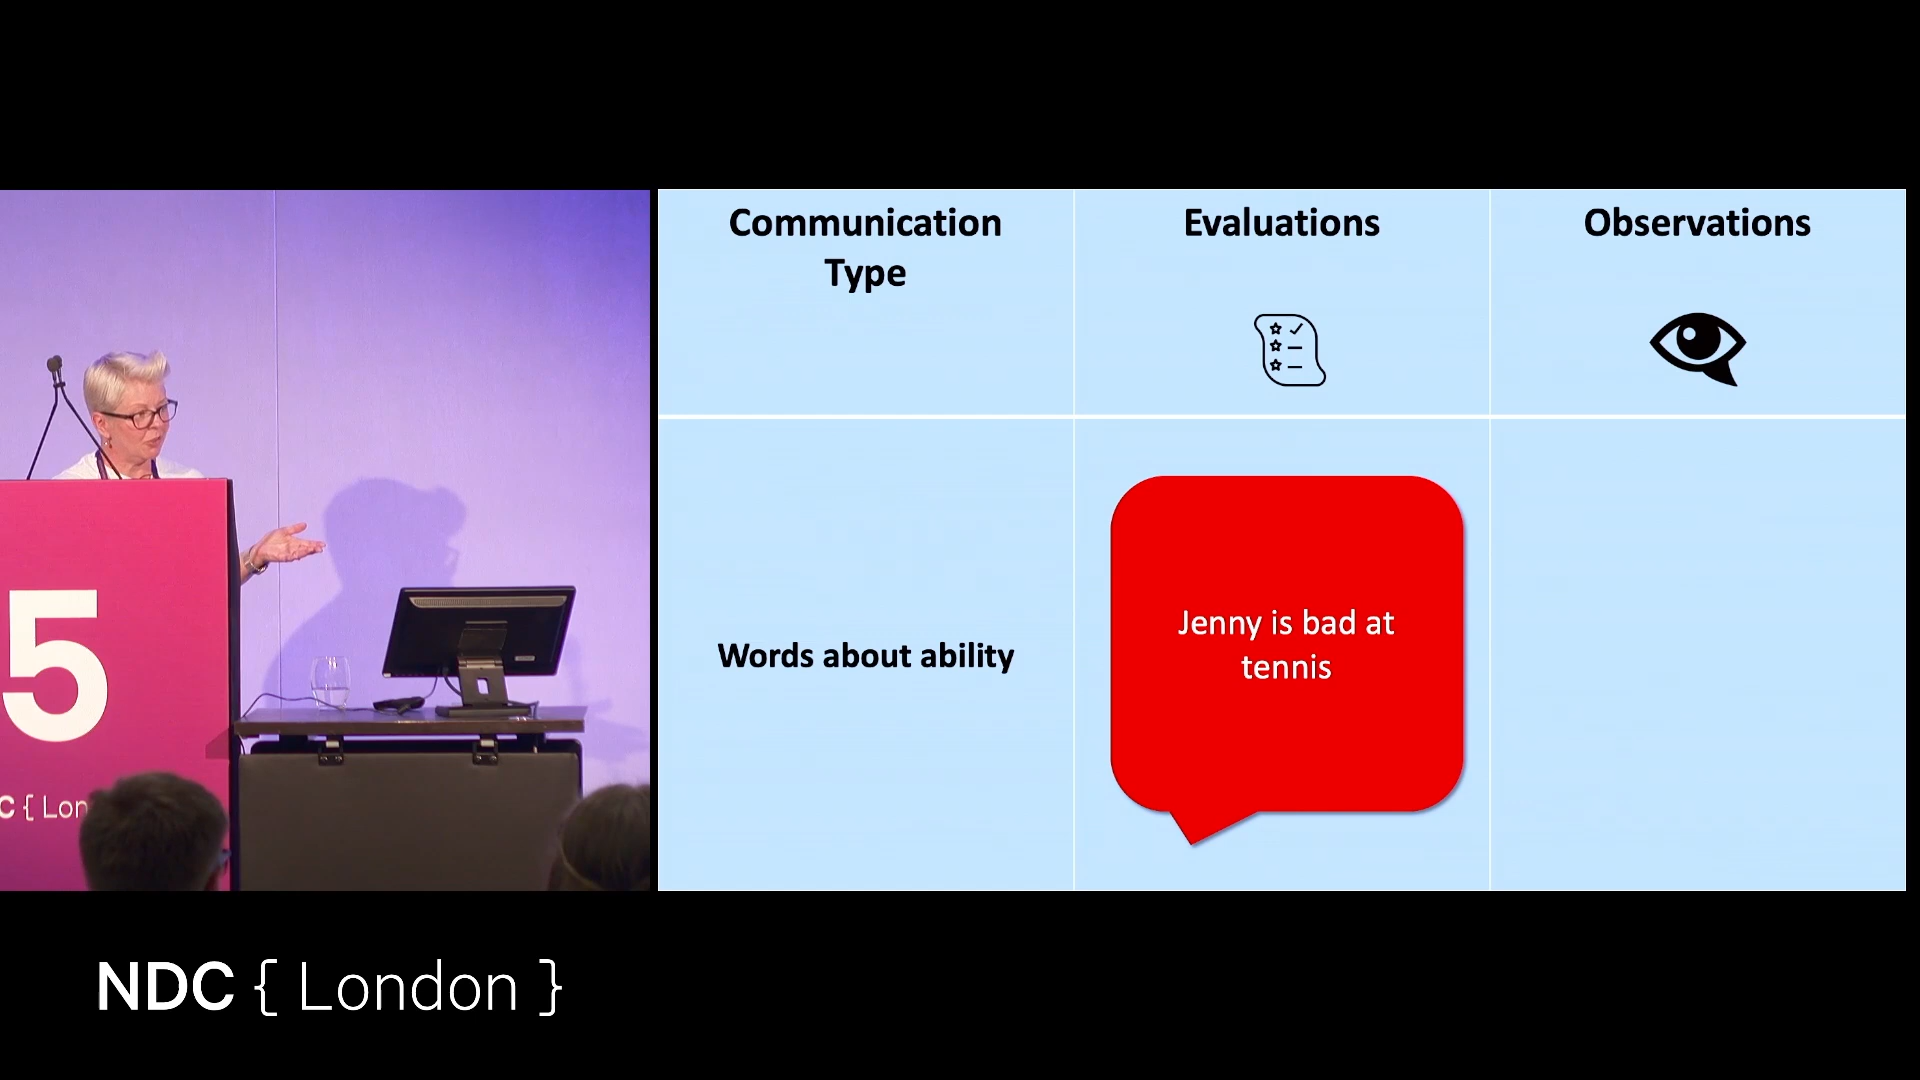 Communication
Type
Evaluations
Observations
Words about ability
Jenny is bad at
tennis
5
C { Lon
NDC { London }